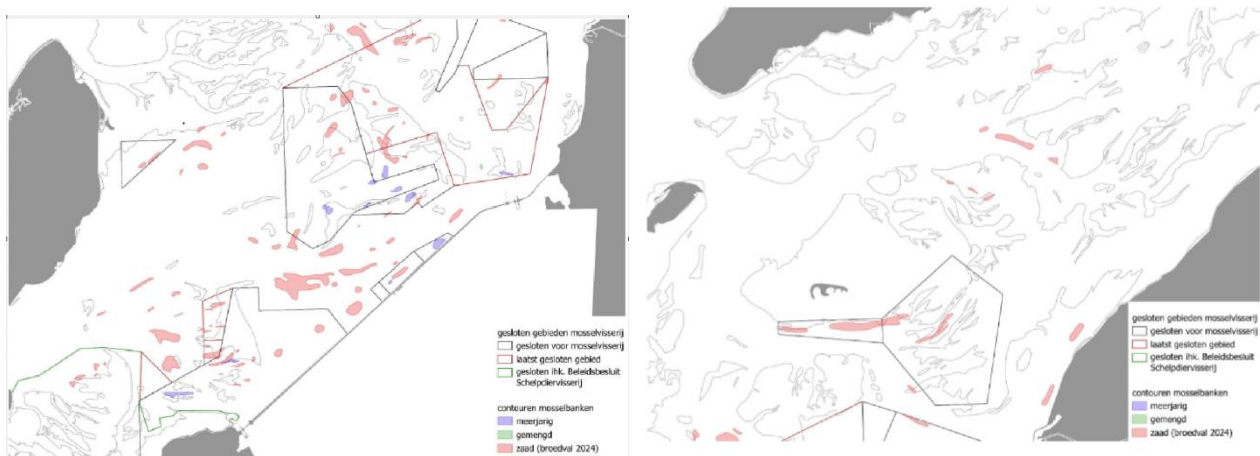 gesloten gebieden mosselvisserij
gesloten voor mosselvisserij
laatst gesloten gebied
gesloten ihk. Beleidsbesluit
Schelpdiervisserij
contouren mosselbanken
meerjarig
gemengd
zaad (broedval 2024)
gesloten gebieden mosselvisserij
gesloten voor mosselvisserij
laatst gesloten gebied
gesloten ihk. Beleidsbesluit
Schelpdiervisserij
contouren mosselbanken
meerjarig
gemengd
zaad (broedval 2024)